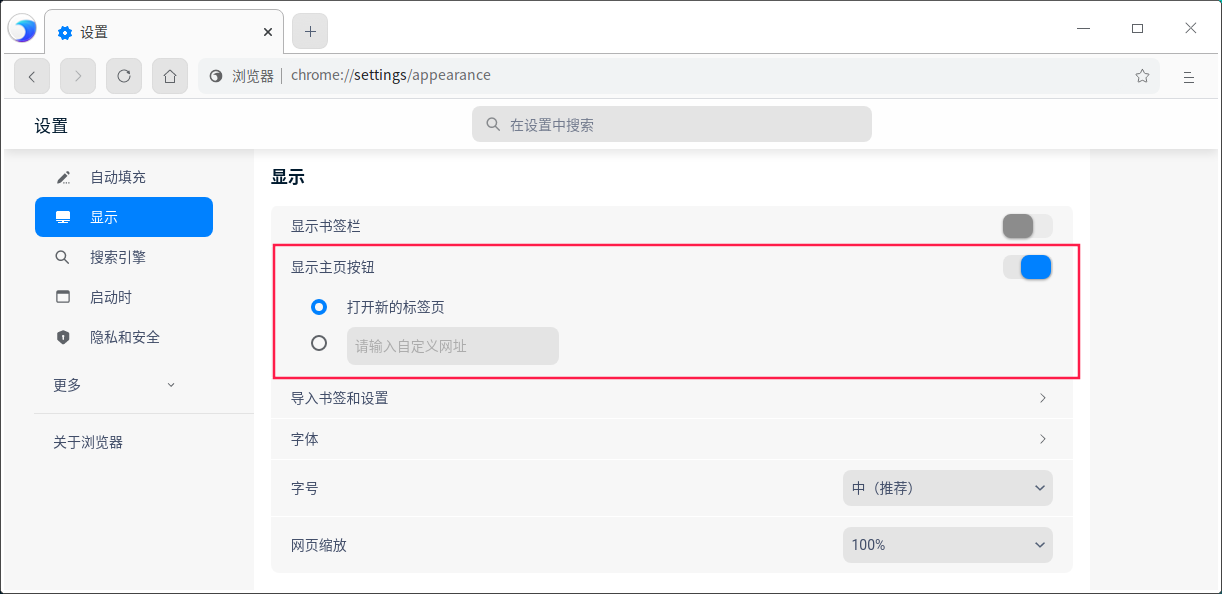 设置
浏览器 | chrome://settings/appearance
设置
在设置中搜索
自动填充
显示
搜索引擎
启动时
隐私和安全
更多
关于浏览器
显示
显示书签栏
显示主页按钮
打开新的标签页
请输入自定义网址
导入书签和设置
字体
字号
中（推荐）
网页缩放
100%